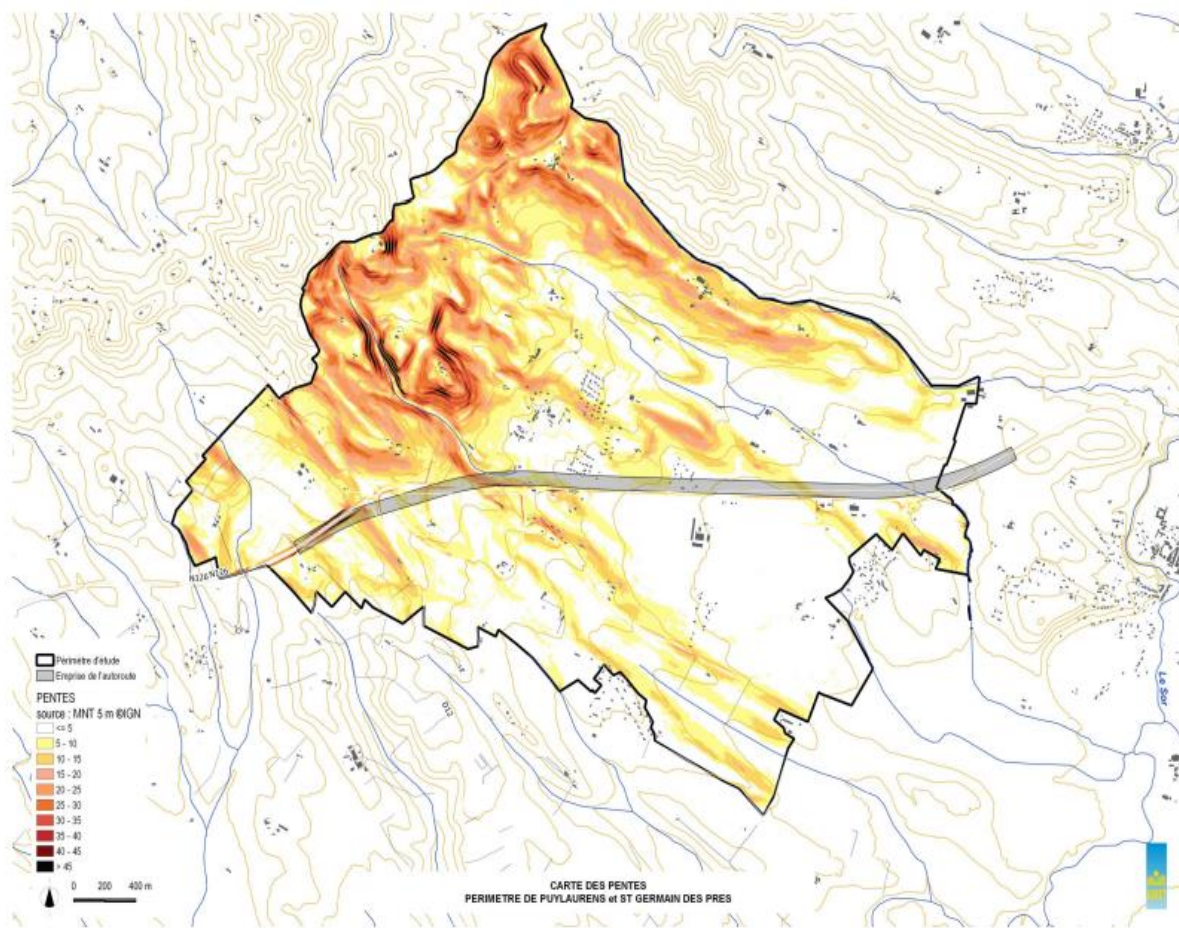 N126 N126
D12
Le Sor
Périmètre d'étude
Emprise de l'autoroute
PENTES
source : MNT 5 m ©IGN
<= 5
5 - 10
10 - 15
15 - 20
20 - 25
25 - 30
30 - 35
35 - 40
40 - 45
> 45
0 200 400 m
CARTE DES PENTES
PERIMETRE DE PUYLAURENS et ST GERMAIN DES PRES